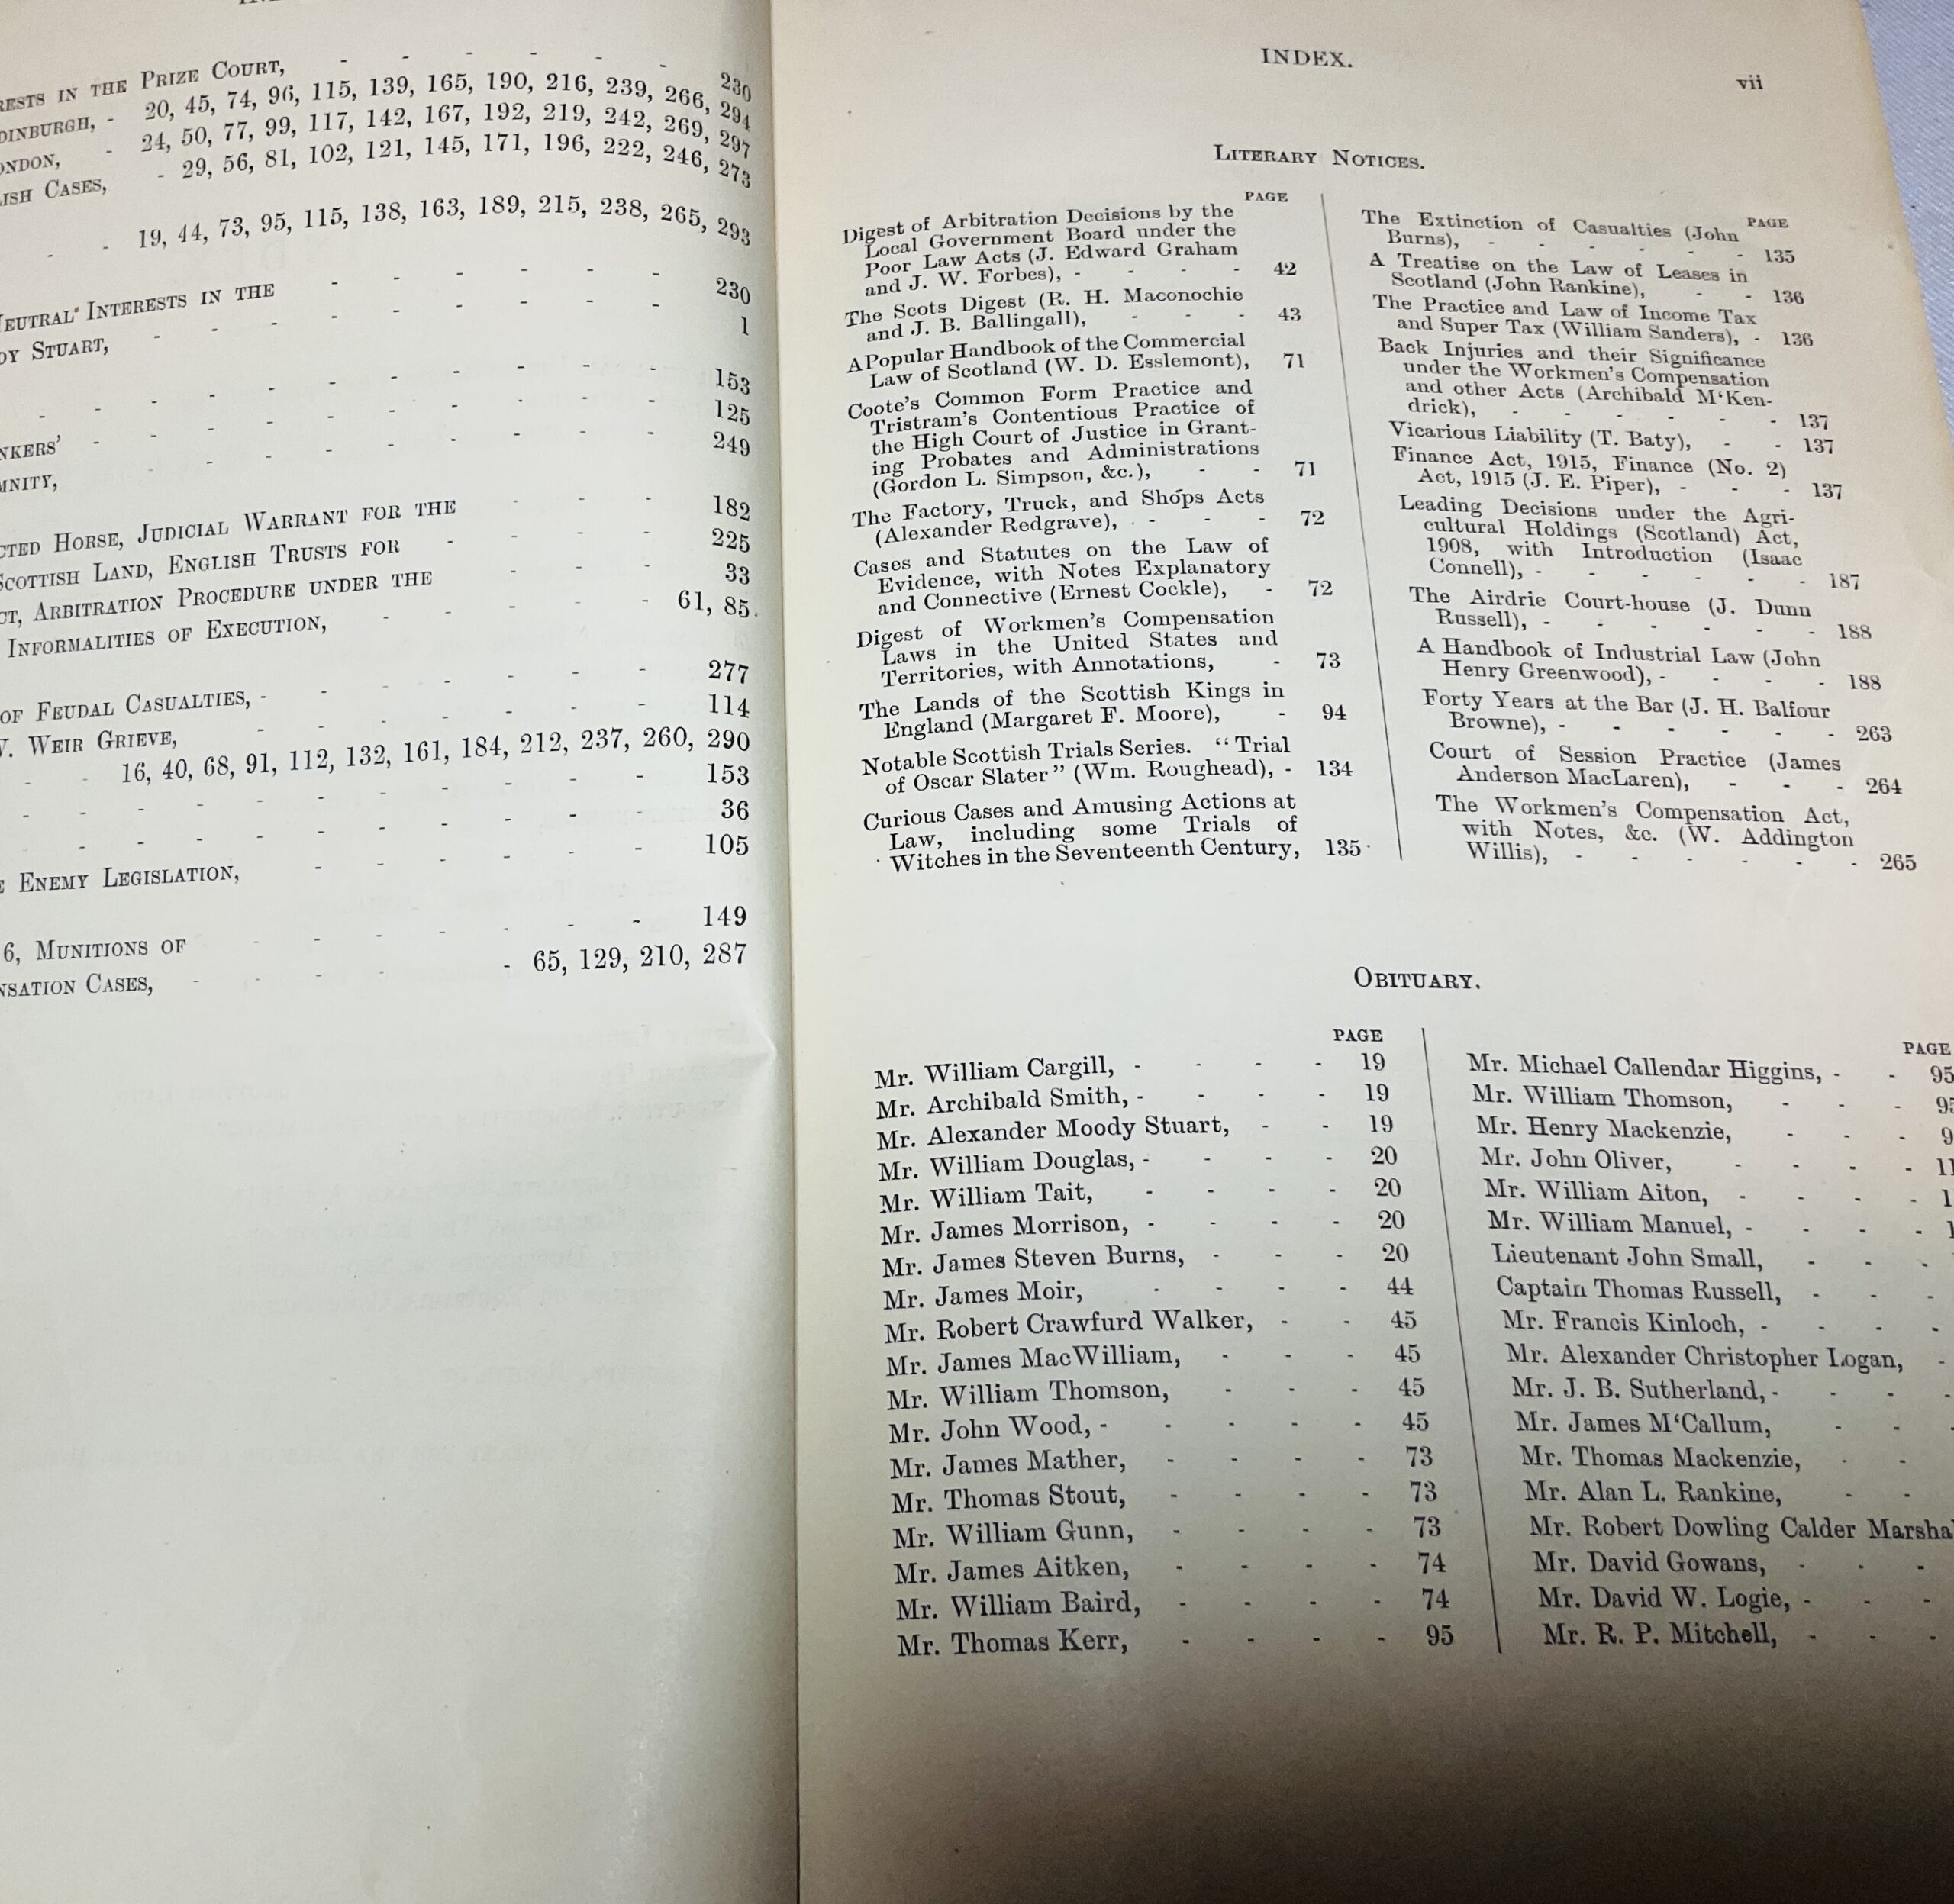 RESTS IN THE PRIZE COURT, - - - - - - 230
DINBURGH, - 20, 45, 74, 96, 115, 139, 165, 190, 216, 239, 266, 294
ONDON, - 24, 50, 77, 99, 117, 142, 167, 192, 219, 242, 269, 297
LISH CASES, - 29, 56, 81, 102, 121, 145, 171, 196, 222, 246, 273
- - 19, 44, 73, 95, 115, 138, 163, 189, 215, 238, 265, 293
NEUTRAL INTERESTS IN THE - - - - - - 230
DY STUART, - - - - - - - - 1
- - - - - - - - - - 153
NKERS' - - - - - - - - - - 125
MNITY, - - - - - - - - - 249
CTED HORSE, JUDICIAL WARRANT FOR THE - - - 182
SCOTTISH LAND, ENGLISH TRUSTS FOR - - - - 225
CT, ARBITRATION PROCEDURE UNDER THE - - - 33
INFORMALITIES OF EXECUTION, - - - - - 61, 85.
OF FEUDAL CASUALTIES, - - - - - - - 277
W. WEIR GRIEVE, - - - - - - - 114
- - 16, 40, 68, 91, 112, 132, 161, 184, 212, 237, 260, 290
- - - - - - - - - - 153
- - - - - - - - - - 36
E ENEMY LEGISLATION, - - - - - - 105
6, MUNITIONS OF - - - - - - - 149
NSATION CASES, - - - - - - 65, 129, 210, 287
INDEX.
vii
LITERARY NOTICES.
PAGE
Digest of Arbitration Decisions by the
Local Government Board under the
Poor Law Acts (J. Edward Graham
and J. W. Forbes), - - - - 42
The Scots Digest (R. H. Maconochie
and J. B. Ballingall), - - - 43
A Popular Handbook of the Commercial
Law of Scotland (W. D. Esslemont), 71
Coote's Common Form Practice and
Tristram's Contentious Practice of
the High Court of Justice in Grant-
ing Probates and Administrations
(Gordon L. Simpson, &c.), - - 71
The Factory, Truck, and Shops Acts
(Alexander Redgrave), - - - 72
Cases and Statutes on the Law of
Evidence, with Notes Explanatory
and Connective (Ernest Cockle), - 72
Digest of Workmen's Compensation
Laws in the United States and
Territories, with Annotations, - 73
The Lands of the Scottish Kings in
England (Margaret F. Moore), - 94
Notable Scottish Trials Series. "Trial
of Oscar Slater" (Wm. Roughead), - 134
Curious Cases and Amusing Actions at
Law, including some Trials of
Witches in the Seventeenth Century, 135
PAGE
The Extinction of Casualties (John
Burns), - - - - - - 135
A Treatise on the Law of Leases in
Scotland (John Rankine), - - 136
The Practice and Law of Income Tax
and Super Tax (William Sanders), - 136
Back Injuries and their Significance
under the Workmen's Compensation
and other Acts (Archibald M'Ken-
drick), - - - - - - 137
Vicarious Liability (T. Baty), - - 137
Finance Act, 1915, Finance (No. 2)
Act, 1915 (J. E. Piper), - - - 137
Leading Decisions under the Agri-
cultural Holdings (Scotland) Act,
1908, with Introduction (Isaac
Connell), - - - - - - 187
The Airdrie Court-house (J. Dunn
Russell), - - - - - - 188
A Handbook of Industrial Law (John
Henry Greenwood), - - - - 188
Forty Years at the Bar (J. H. Balfour
Browne), - - - - - - 263
Court of Session Practice (James
Anderson MacLaren), - - - 264
The Workmen's Compensation Act,
with Notes, &c. (W. Addington
Willis), - - - - - - 265
OBITUARY.
PAGE
Mr. William Cargill, - - - - 19
Mr. Archibald Smith, - - - - 19
Mr. Alexander Moody Stuart, - - 19
Mr. William Douglas, - - - - 20
Mr. William Tait, - - - - 20
Mr. James Morrison, - - - - 20
Mr. James Steven Burns, - - - 20
Mr. James Moir, - - - - 44
Mr. Robert Crawfurd Walker, - - 45
Mr. James MacWilliam, - - - 45
Mr. William Thomson, - - - 45
Mr. John Wood, - - - - - 45
Mr. James Mather, - - - - 73
Mr. Thomas Stout, - - - - 73
Mr. William Gunn, - - - - 73
Mr. James Aitken, - - - - 74
Mr. William Baird, - - - - 74
Mr. Thomas Kerr, - - - - 95
PAGE
Mr. Michael Callendar Higgins, - - 95
Mr. William Thomson, - - - 95
Mr. Henry Mackenzie, - - - 9
Mr. John Oliver, - - - - 11
Mr. William Aiton, - - - - 1
Mr. William Manuel, - - - - 1
Lieutenant John Small, - - -
Captain Thomas Russell, - - -
Mr. Francis Kinloch, - - - -
Mr. Alexander Christopher Logan, -
Mr. J. B. Sutherland, - - - -
Mr. James M'Callum, - - -
Mr. Thomas Mackenzie, - -
Mr. Alan L. Rankine, - -
Mr. Robert Dowling Calder Marsha
Mr. David Gowans, - - -
Mr. David W. Logie, - - -
Mr. R. P. Mitchell, - - -